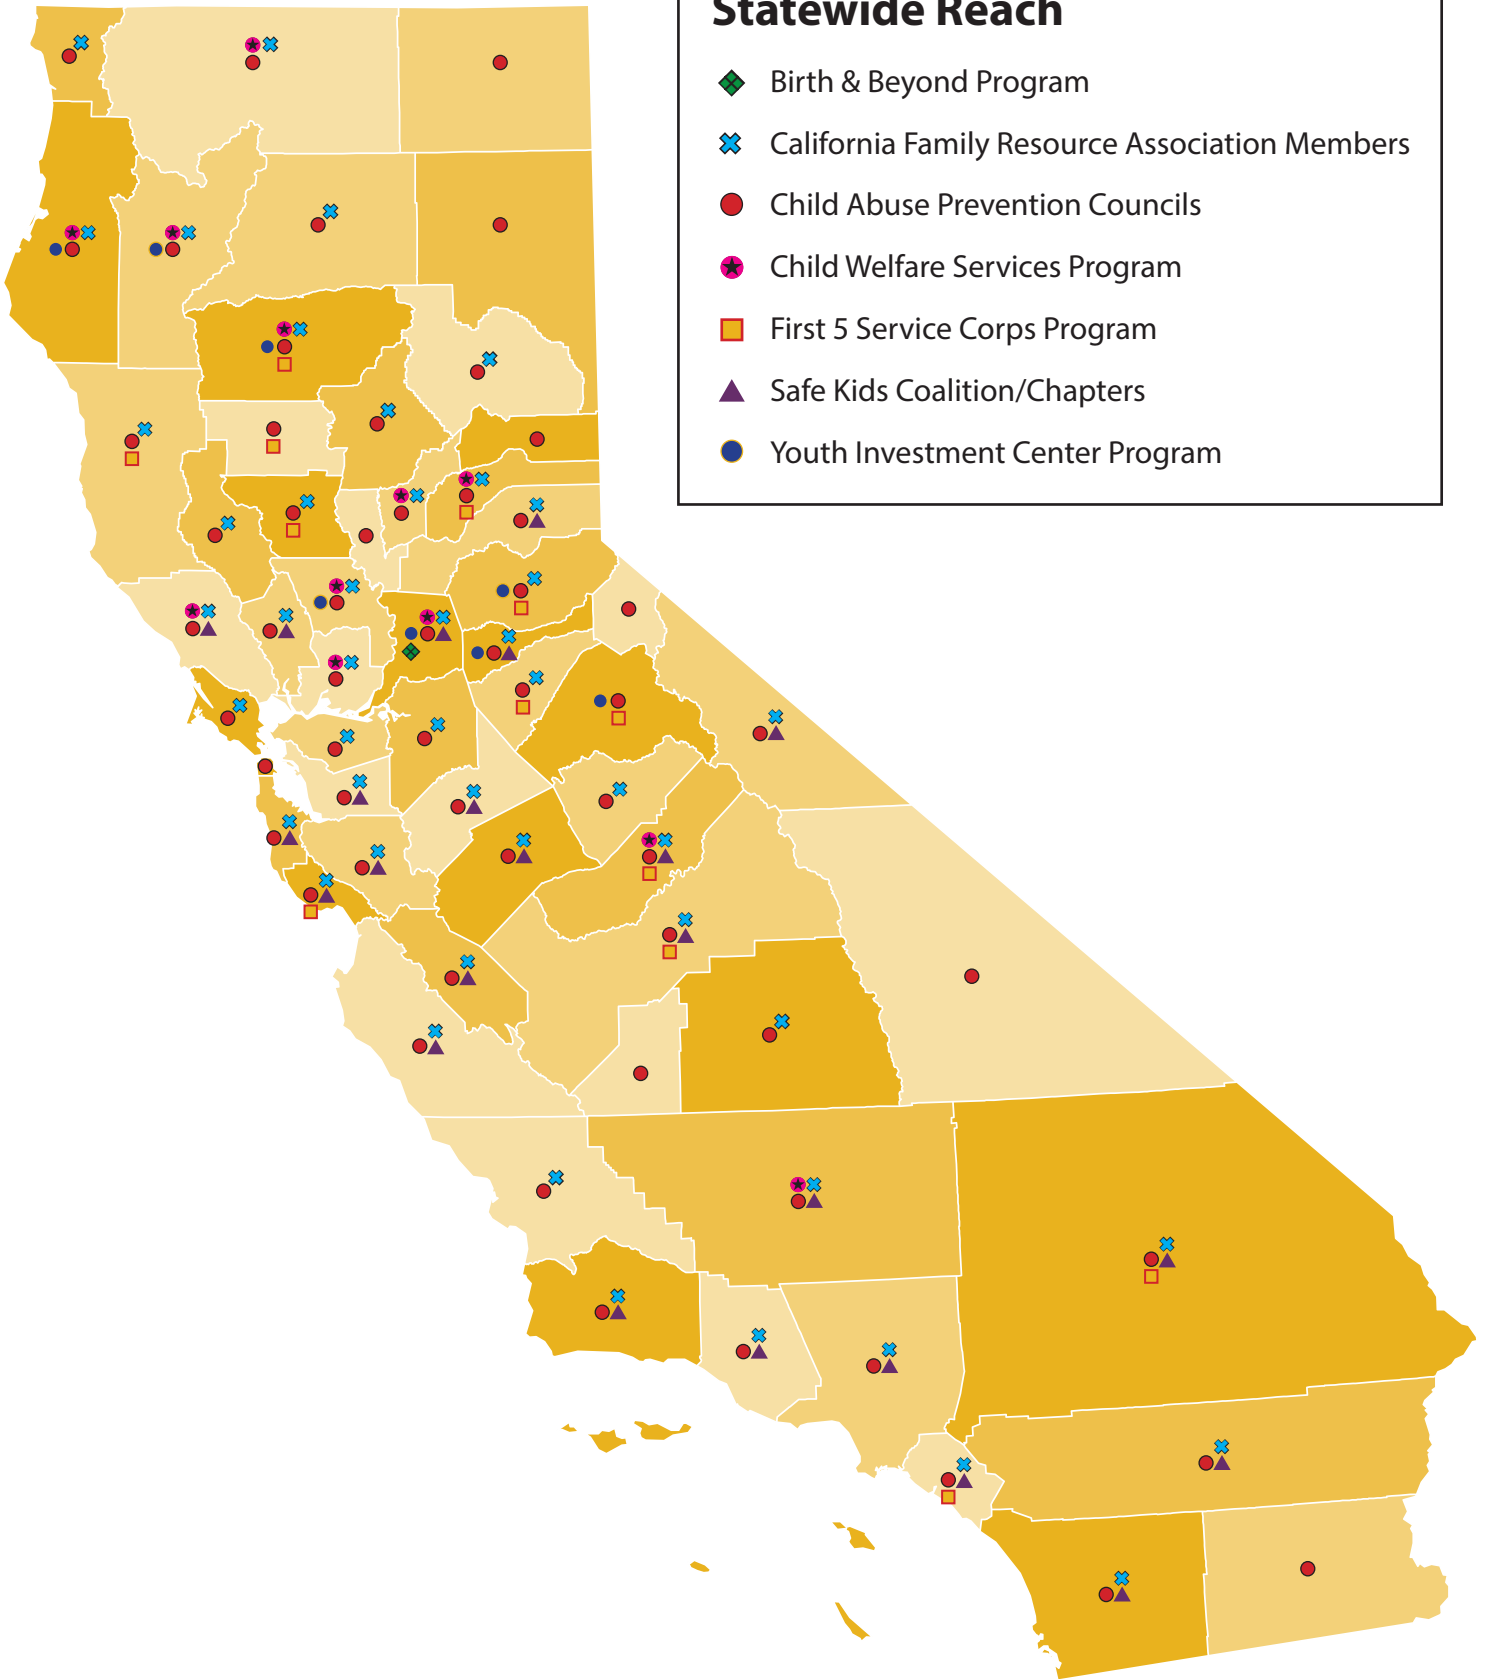 Statewide Reach
Birth & Beyond Program
California Family Resource Association Members
Child Abuse Prevention Councils
Child Welfare Services Program
First 5 Service Corps Program
Safe Kids Coalition/Chapters
Youth Investment Center Program